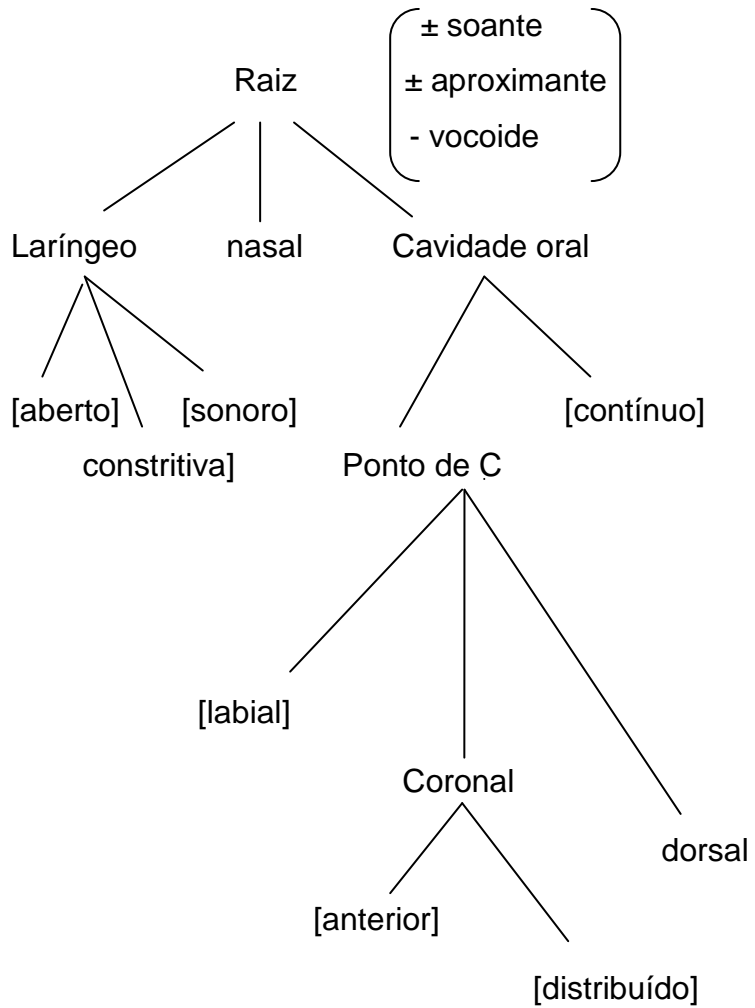 ± soante
Raiz ± aproximante
- vocoide
Laríngeo nasal Cavidade oral
[aberto] [sonoro] [contínuo]
constritiva] Ponto de C
[labial]
Coronal
dorsal
[anterior]
[distribuído]